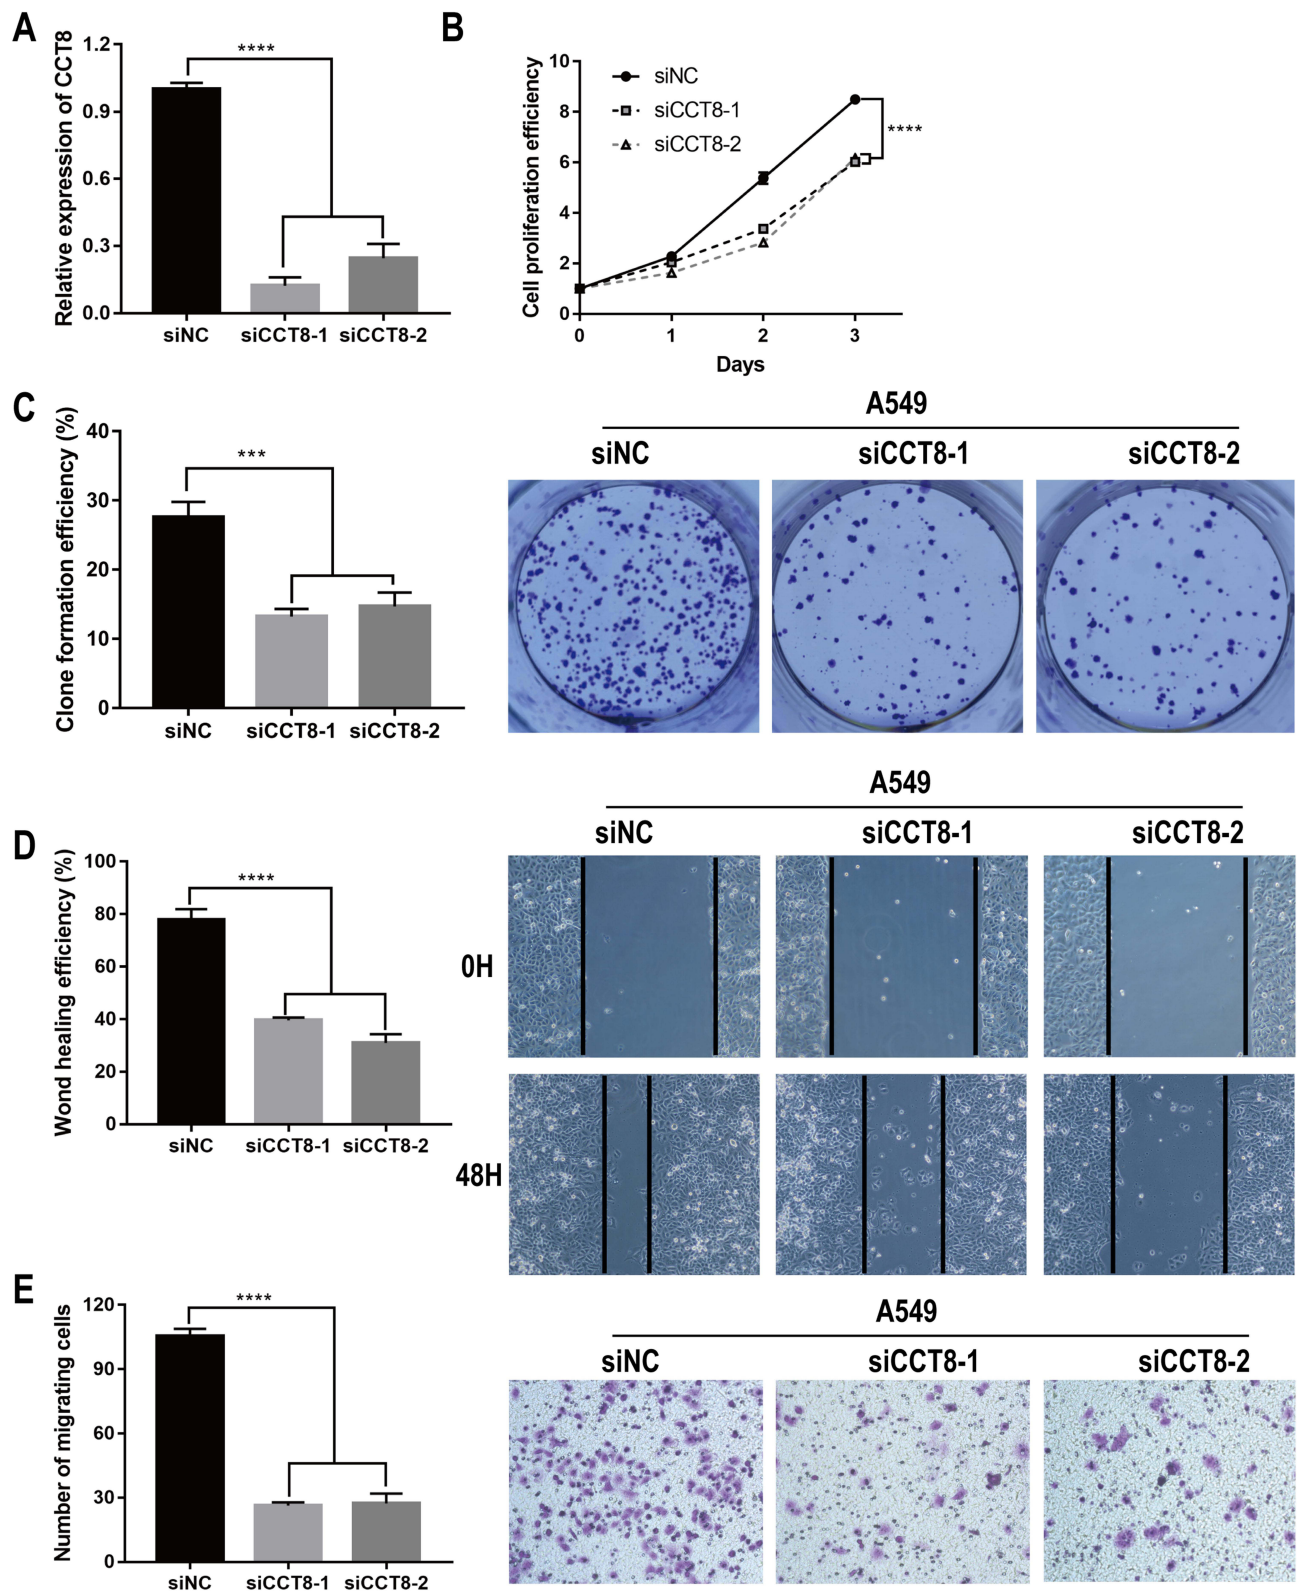 A
Relative expression of CCT8
1.2
0.9
0.6
0.3
0.0
****
siNC
siCCT8-1
siCCT8-2
B
Cell proliferation efficiency
10
8
6
4
2
0
siNC
siCCT8-1
siCCT8-2
****
0
1
2
3
Days
C
Clone formation efficiency (%)
40
30
20
10
0
***
siNC
siCCT8-1
siCCT8-2
A549
siNC
siCCT8-1
siCCT8-2
D
Wond healing efficiency (%)
100
80
60
40
20
0
****
siNC
siCCT8-1
siCCT8-2
A549
siNC
siCCT8-1
siCCT8-2
0H
48H
E
Number of migrating cells
120
90
60
30
0
****
siNC
siCCT8-1
siCCT8-2
A549
siNC
siCCT8-1
siCCT8-2